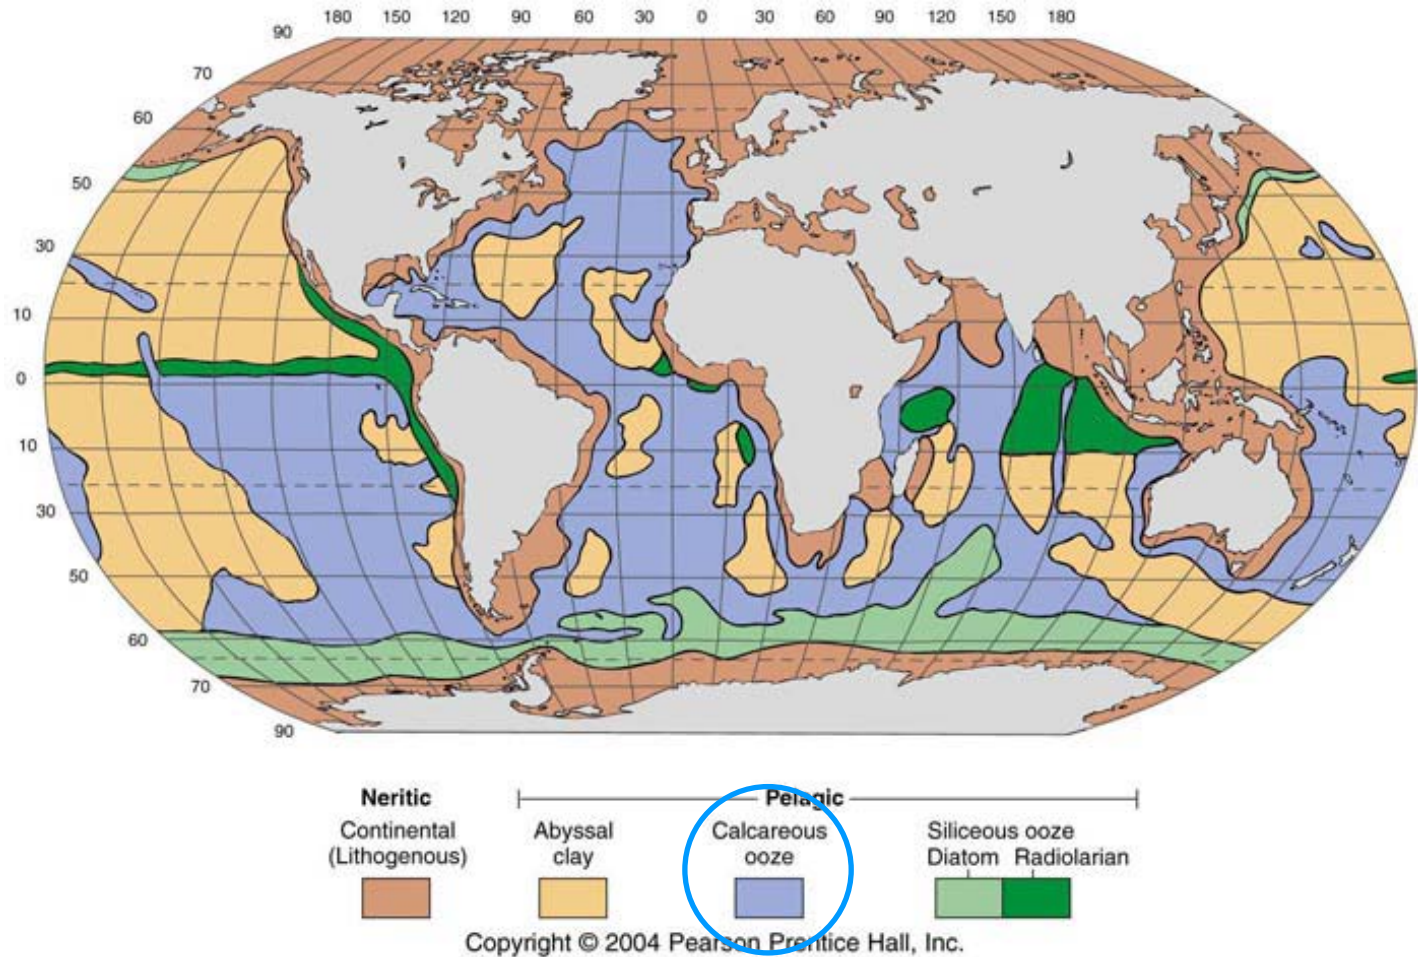 180 150 120 90 60 30 0 30 60 90 120 150 180
90
70
60
50
30
10
0
10
30
50
60
70
90
Neritic
Pelagic
Continental
(Lithogenous)
Abyssal
clay
Calcareous
ooze
Siliceous ooze
Diatom Radiolarian
Copyright © 2004 Pearson Prentice Hall, Inc.